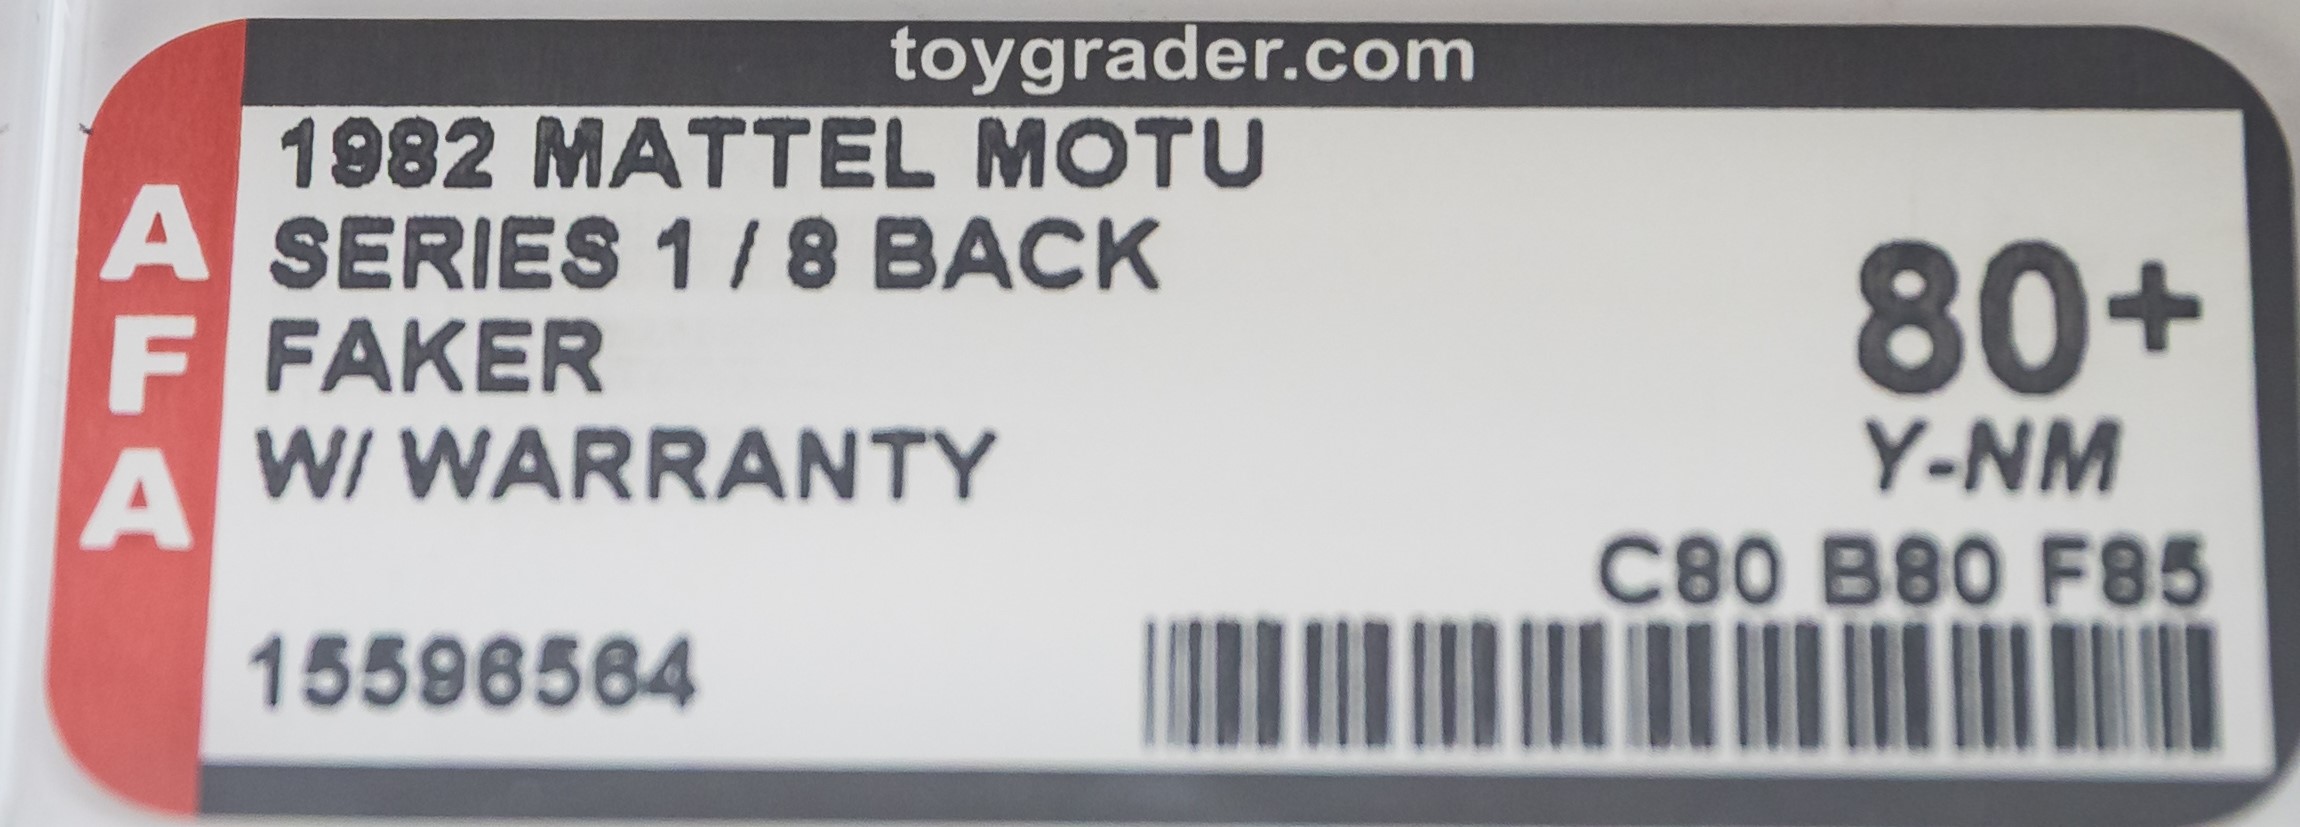 toygrader.com
AFA
1982 MATTEL MOTU
SERIES 1 / 8 BACK
FAKER
W/ WARRANTY
80+
Y-NM
C80 B80 F85
15596564